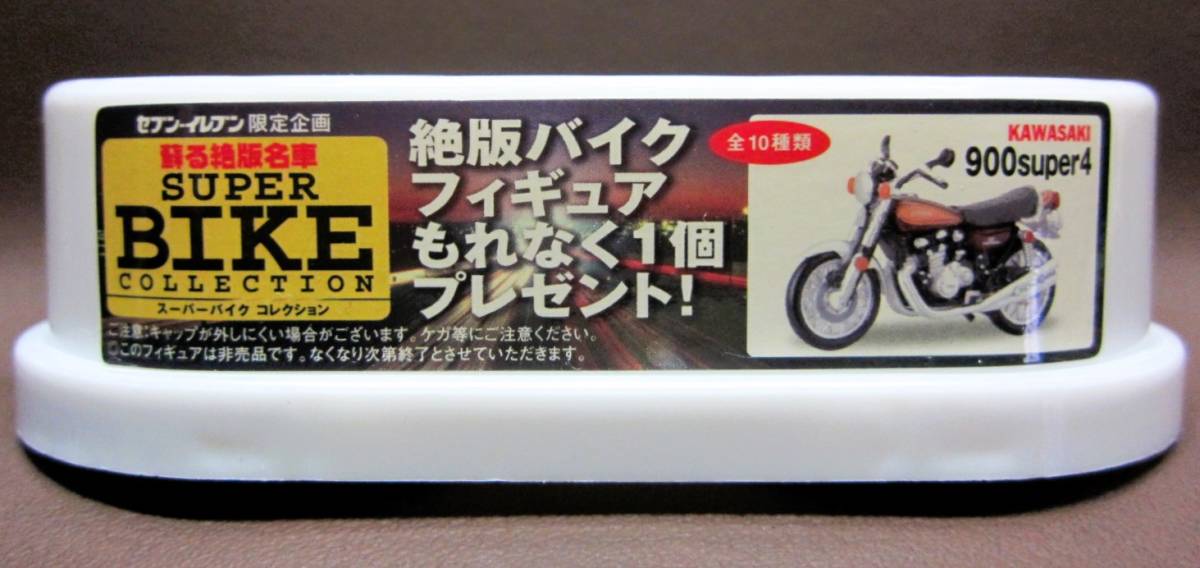 セブン-イレブン 限定企画
蘇る絶版名車
SUPER
BIKE
COLLECTION
スーパーバイク コレクション
絶版バイク
フィギュア
もれなく1個
プレゼント!
全10種類
KAWASAKI
900super4
ご注意:キャップが外しにくい場合がございます。ケガ等にご注意ください。
このフィギュアは非売品です。なくなり次第終了とさせていただきます。